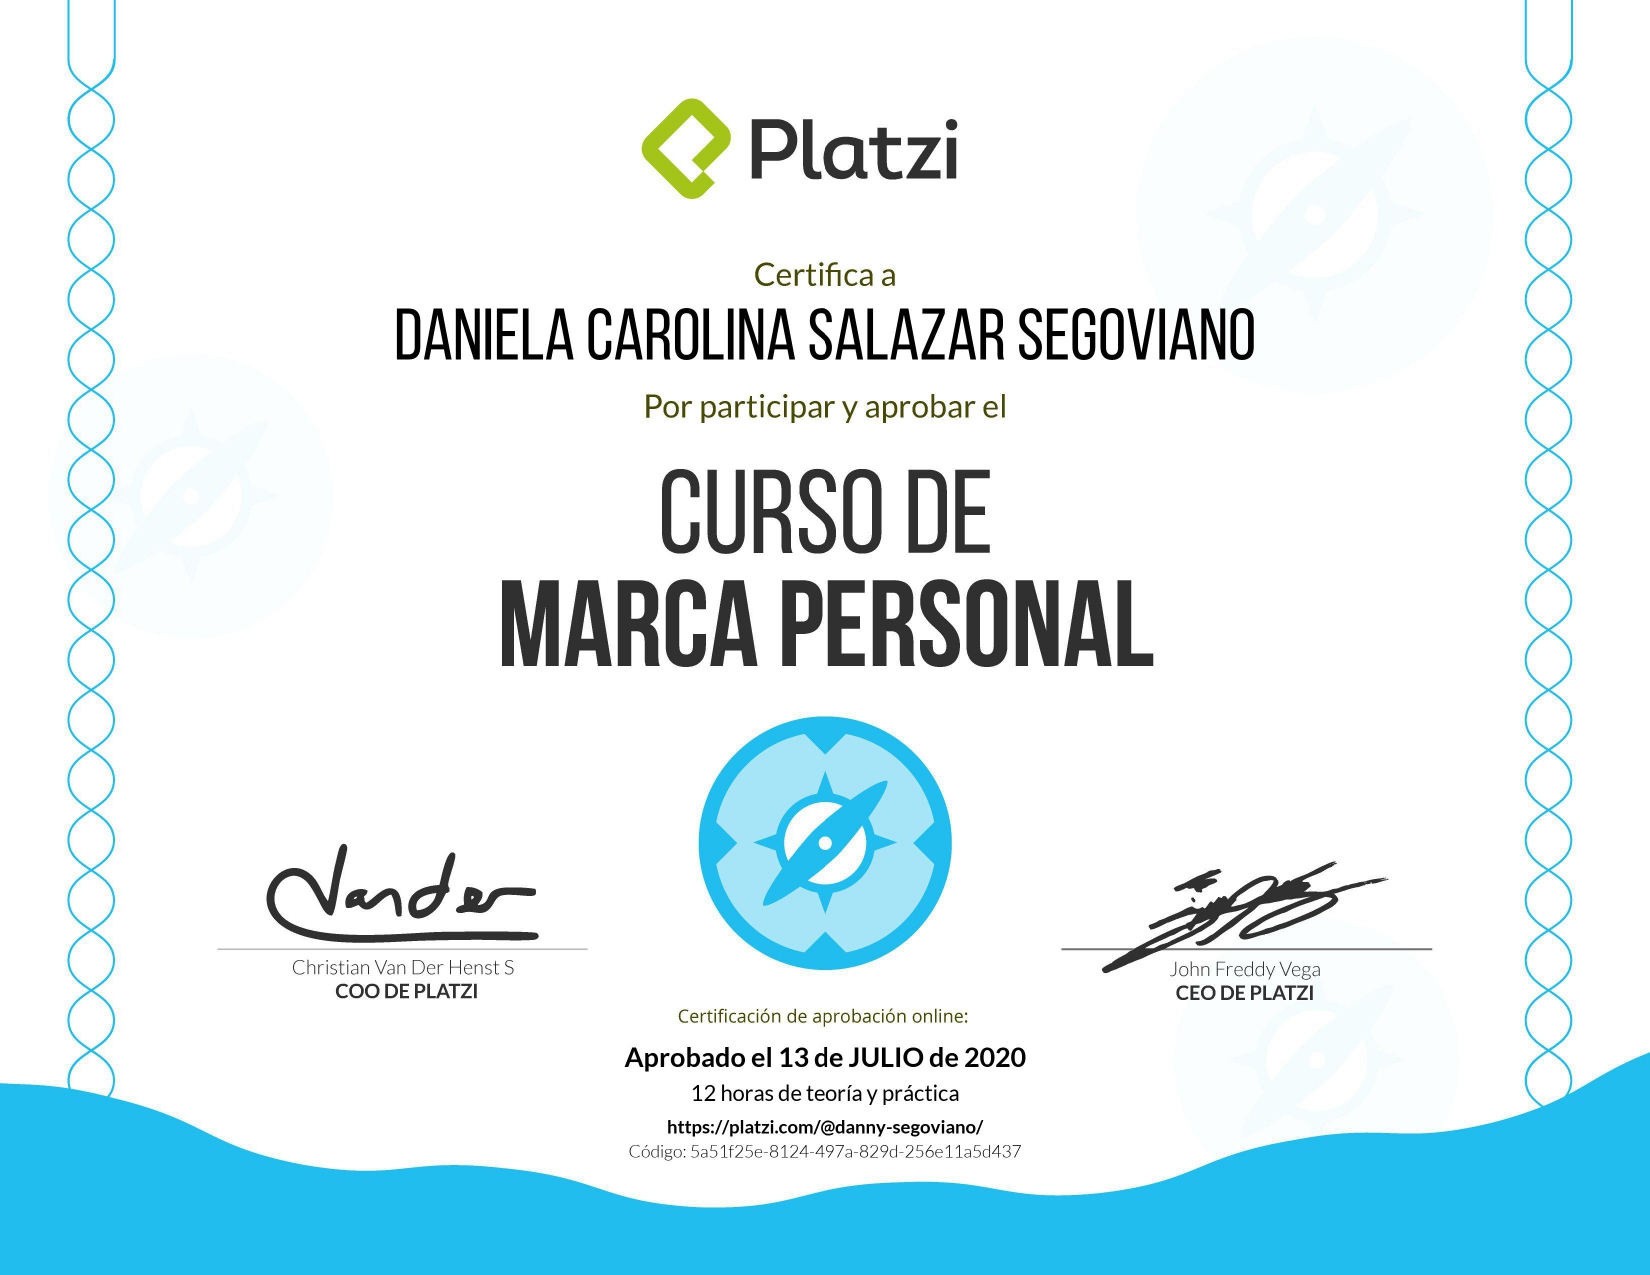 Platzi
Certifica a
DANIELA CAROLINA SALAZAR SEGOVIANO
Por participar y aprobar el
CURSO DE
MARCA PERSONAL
Vander
Christian Van Der Henst S
COO DE PLATZI
John Freddy Vega
CEO DE PLATZI
Certificación de aprobación online:
Aprobado el 13 de JULIO de 2020
12 horas de teoría y práctica
https://platzi.com/@danny-segoviano/
Código: 5a51f25e-8124-497a-829d-256e11a5d437